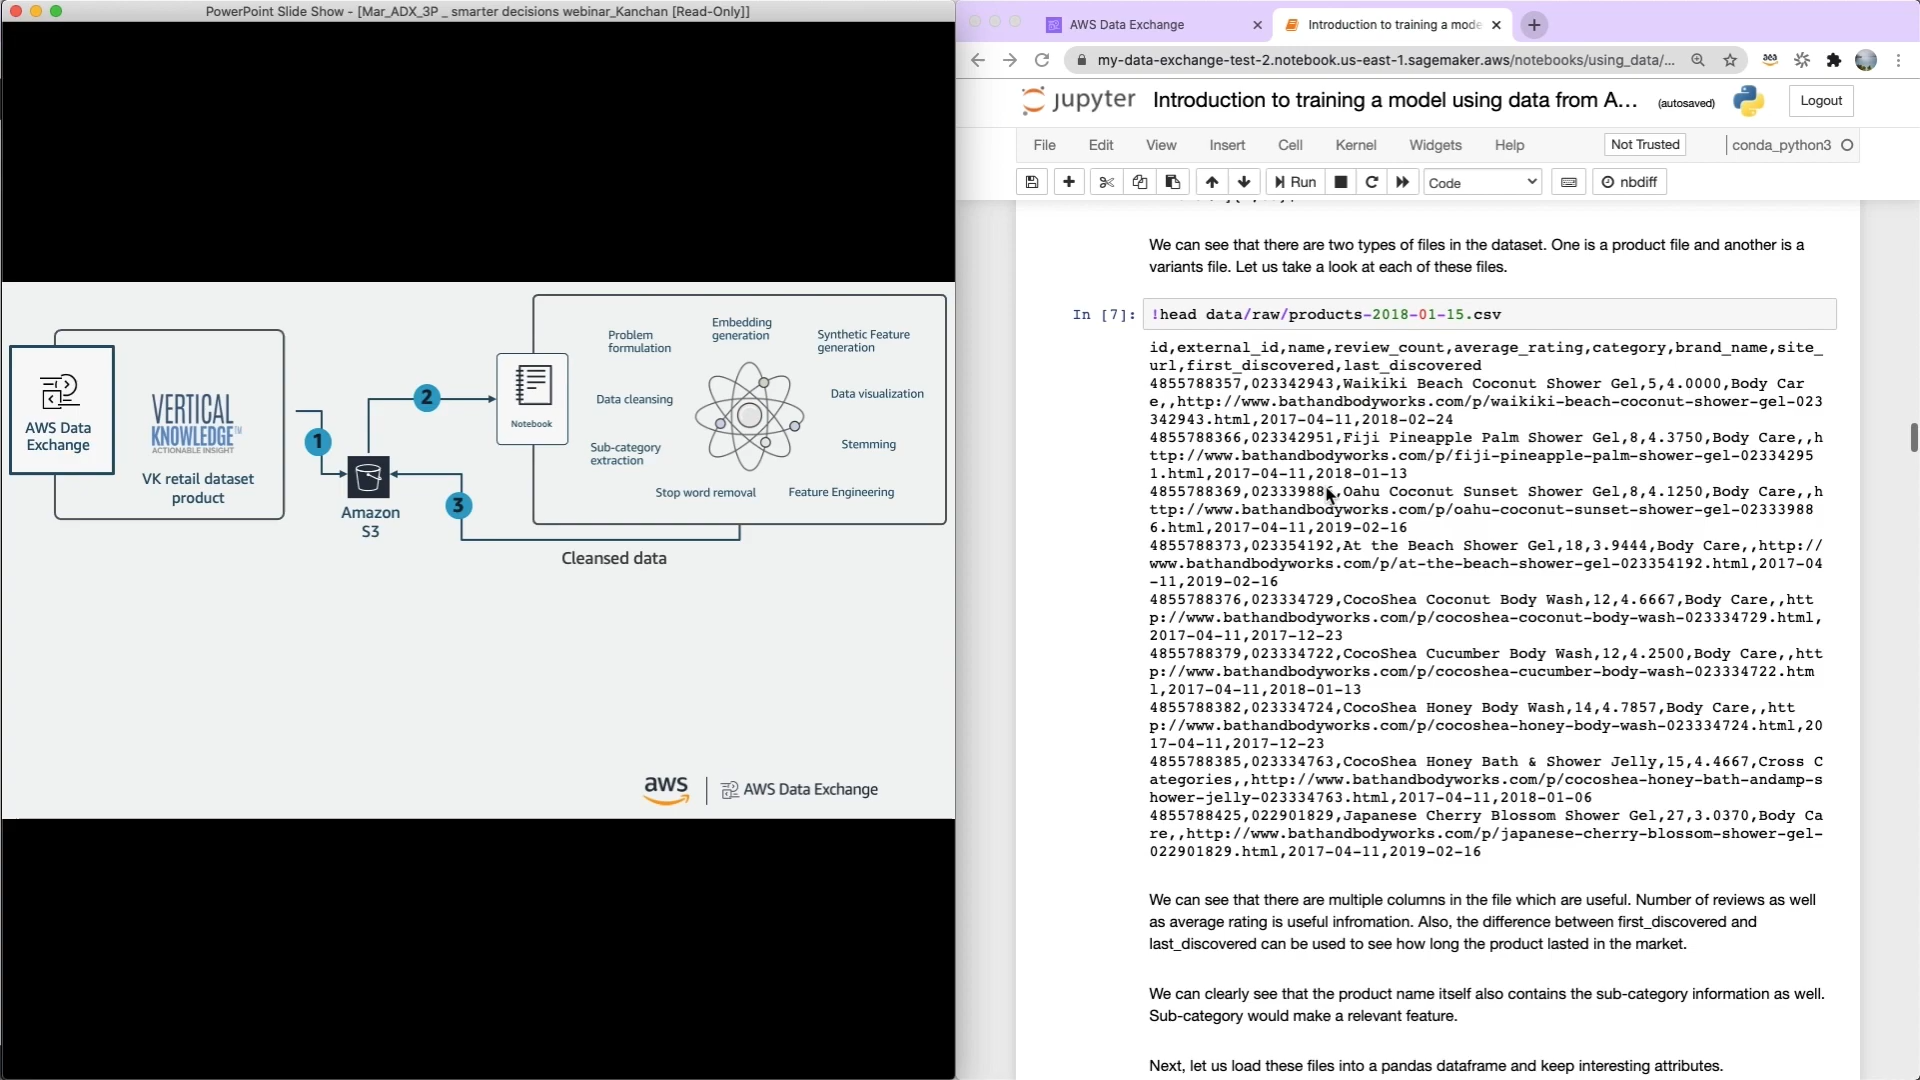 PowerPoint Slide Show - [Mar_ADX_3P _ smarter decisions webinar_Kanchan [Read-Only]]
AWS Data
Exchange
VERTICAL
KNOWLEDGE
ACTIONABLE INSIGHT
VK retail dataset
product
1
Amazon
S3
2
3
Notebook
Problem
formulation
Embedding
generation
Synthetic Feature
generation
Data cleansing
Data visualization
Sub-category
extraction
Stemming
Stop word removal
Feature Engineering
Cleansed data
aws
AWS Data Exchange
AWS Data Exchange
Introduction to training a mode
my-data-exchange-test-2.notebook.us-east-1.sagemaker.aws/notebooks/using_data/...
jupyter
Introduction to training a model using data from A...
(autosaved)
Logout
File Edit View Insert Cell Kernel Widgets Help
Not Trusted
conda_python3
Run
Code
nbdiff
We can see that there are two types of files in the dataset. One is a product file and another is a
variants file. Let us take a look at each of these files.
In [7]: !head data/raw/products-2018-01-15.csv
id,external_id,name,review_count,average_rating,category,brand_name,site_
url,first_discovered,last_discovered
4855788357,023342943,Waikiki Beach Coconut Shower Gel,5,4.0000,Body Car
e,,http://www.bathandbodyworks.com/p/waikiki-beach-coconut-shower-gel-023
342943.html,2017-04-11,2018-02-24
4855788366,023342951,Fiji Pineapple Palm Shower Gel,8,4.3750,Body Care,,h
ttp://www.bathandbodyworks.com/p/fiji-pineapple-palm-shower-gel-02334295
1.html,2017-04-11,2018-01-13
4855788369,023339886,Oahu Coconut Sunset Shower Gel,8,4.1250,Body Care,,h
ttp://www.bathandbodyworks.com/p/oahu-coconut-sunset-shower-gel-02333988
6.html,2017-04-11,2019-02-16
4855788373,023354192,At the Beach Shower Gel,18,3.9444,Body Care,,http://
www.bathandbodyworks.com/p/at-the-beach-shower-gel-023354192.html,2017-04
-11,2019-02-16
4855788376,023334729,CocoShea Coconut Body Wash,12,4.6667,Body Care,,htt
p://www.bathandbodyworks.com/p/cocoshea-coconut-body-wash-023334729.html,
2017-04-11,2017-12-23
4855788379,023334722,CocoShea Cucumber Body Wash,12,4.2500,Body Care,,htt
p://www.bathandbodyworks.com/p/cocoshea-cucumber-body-wash-023334722.htm
l,2017-04-11,2018-01-13
4855788382,023334724,CocoShea Honey Body Wash,14,4.7857,Body Care,,htt
p://www.bathandbodyworks.com/p/cocoshea-honey-body-wash-023334724.html,20
17-04-11,2017-12-23
4855788385,023334763,CocoShea Honey Bath & Shower Jelly,15,4.4667,Cross C
ategories,,http://www.bathandbodyworks.com/p/cocoshea-honey-bath-andamp-s
hower-jelly-023334763.html,2017-04-11,2018-01-06
4855788425,022901829,Japanese Cherry Blossom Shower Gel,27,3.0370,Body Ca
re,,http://www.bathandbodyworks.com/p/japanese-cherry-blossom-shower-gel-
022901829.html,2017-04-11,2019-02-16
We can see that there are multiple columns in the file which are useful. Number of reviews as well
as average rating is useful infromation. Also, the difference between first_discovered and
last_discovered can be used to see how long the product lasted in the market.
We can clearly see that the product name itself also contains the sub-category information as well.
Sub-category would make a relevant feature.
Next, let us load these files into a pandas dataframe and keep interesting attributes.